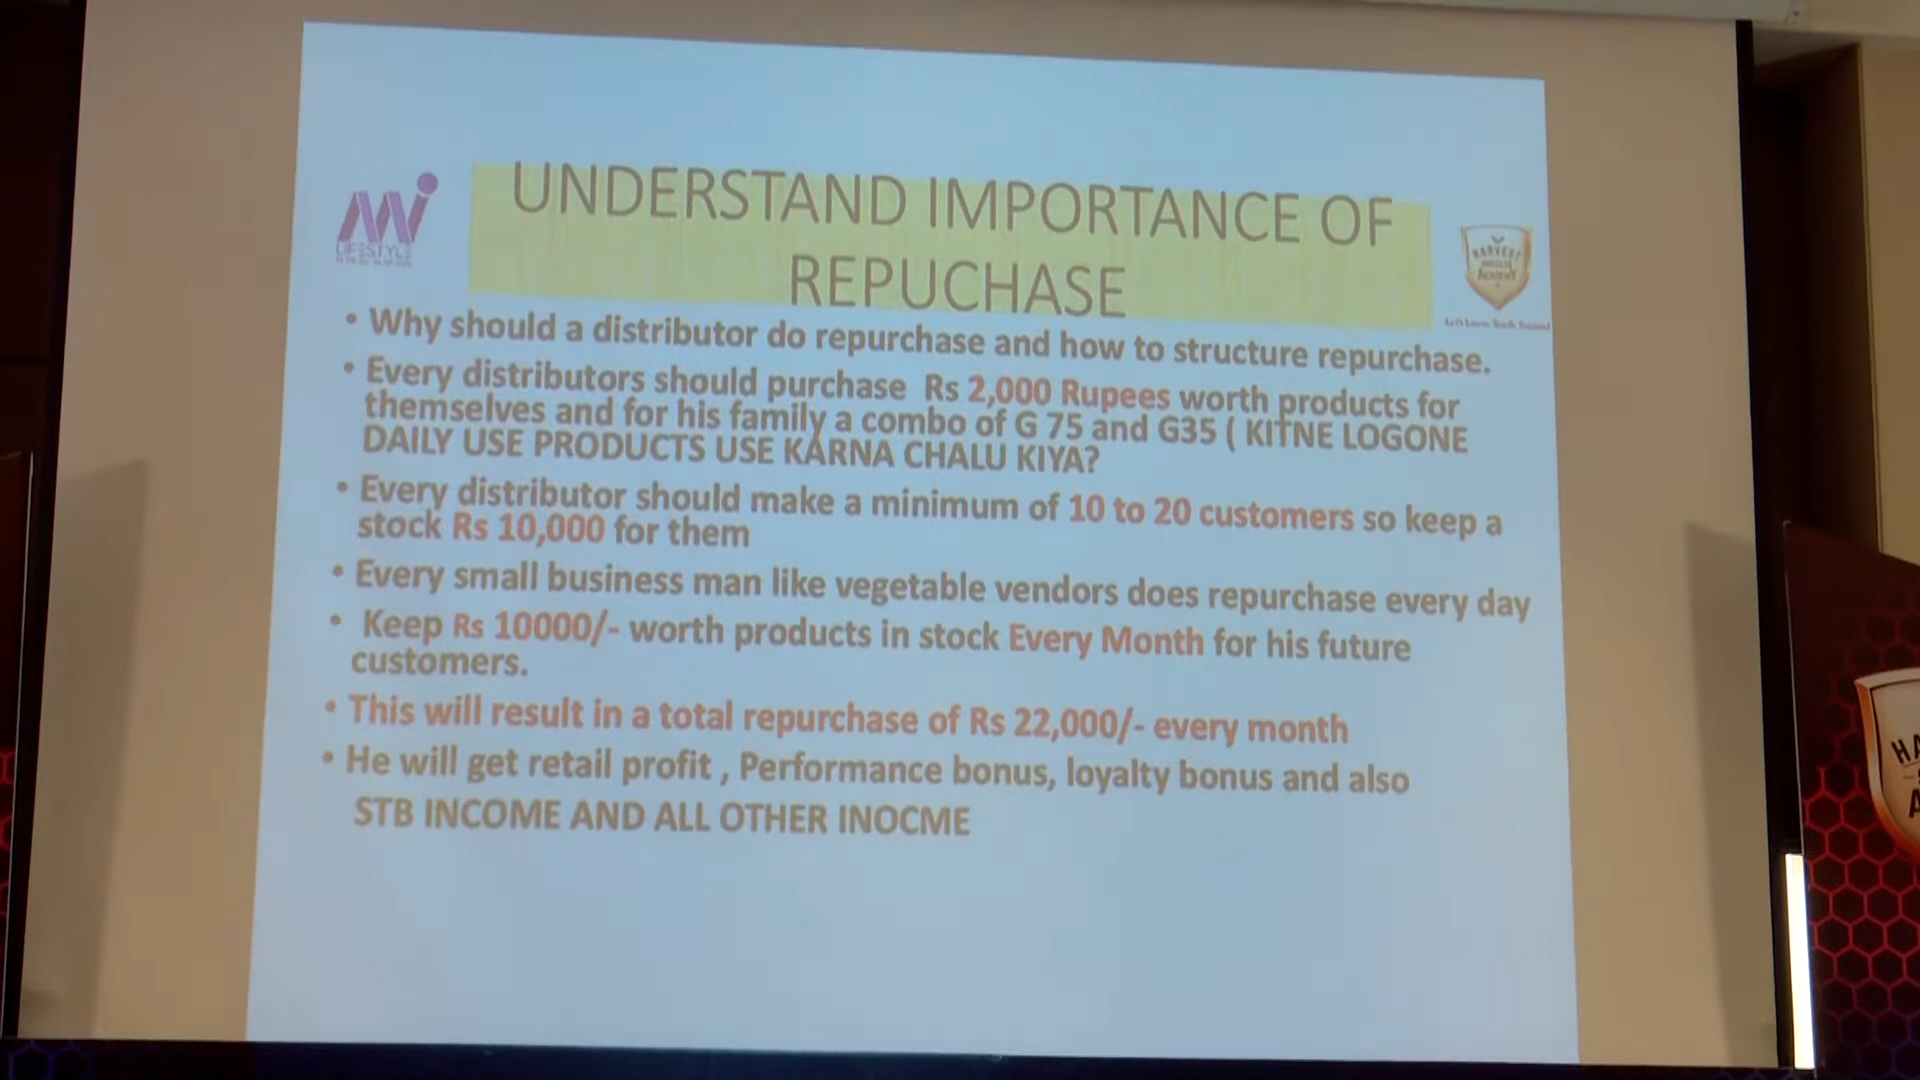 UNDERSTAND IMPORTANCE OF
REPUCHASE
Mi
LIFESTYLE
HARVEST
ACADEMY
• Why should a distributor do repurchase and how to structure repurchase.
• Every distributors should purchase Rs 2,000 Rupees worth products for
themselves and for his family a combo of G 75 and G35 ( KITNE LOGONE
DAILY USE PRODUCTS USE KARNA CHALU KIYA?
• Every distributor should make a minimum of 10 to 20 customers so keep a
stock Rs 10,000 for them
• Every small business man like vegetable vendors does repurchase every day
• Keep Rs 10000/- worth products in stock Every Month for his future
customers.
• This will result in a total repurchase of Rs 22,000/- every month
• He will get retail profit , Performance bonus, loyalty bonus and also
STB INCOME AND ALL OTHER INOCME
HA
A